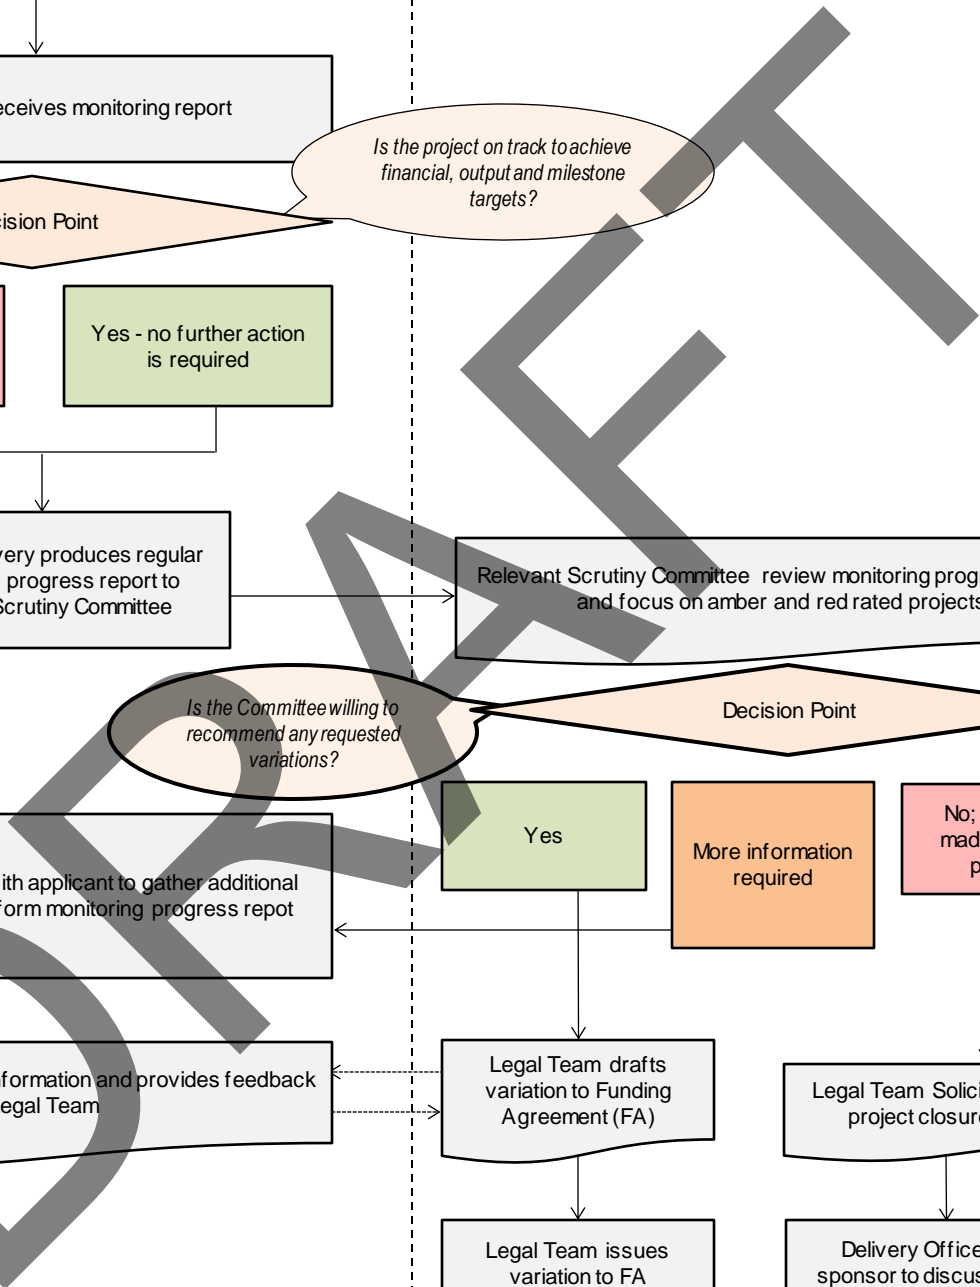 eceives monitoring report
Is the project on track to achieve
financial, output and milestone
targets?
cision Point
Yes - no further action
is required
very produces regular
progress report to
Scrutiny Committee
Relevant Scrutiny Committee review monitoring prog
and focus on amber and red rated projects
Is the Committee willing to
recommend any requested
variations?
Decision Point
Yes
More information
required
No;
mad
p
ith applicant to gather additional
form monitoring progress repot
nformation and provides feedback
egal Team
Legal Team drafts
variation to Funding
Agreement (FA)
Legal Team Solici
project closure
Legal Team issues
variation to FA
Delivery Office
sponsor to discus
DRAFT